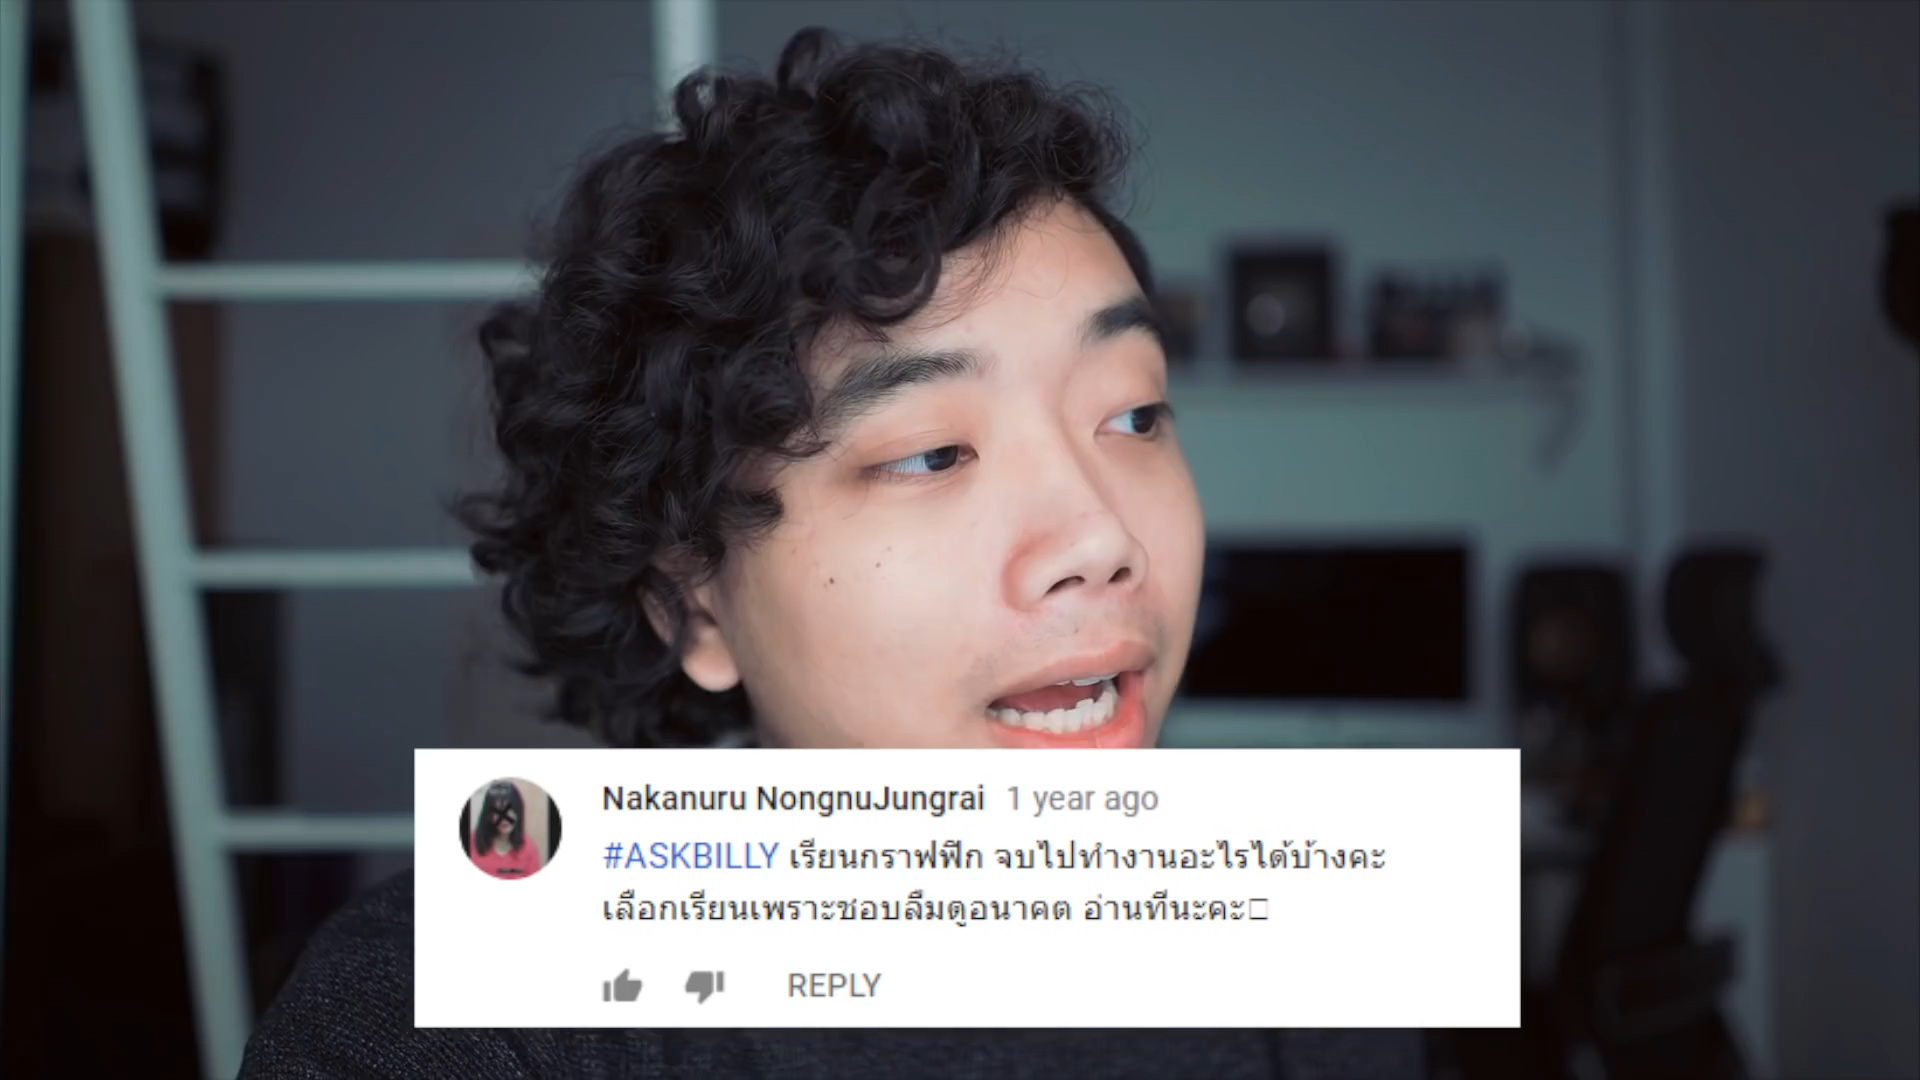 Nakanuru NongnuJungrai 1 year ago
#ASKBILLY เรียนกราฟฟิก จบไปทำงานอะไรได้บ้างคะ
เลือกเรียนเพราะชอบลืมดูอนาคต อ่านทีนะคะ
REPLY